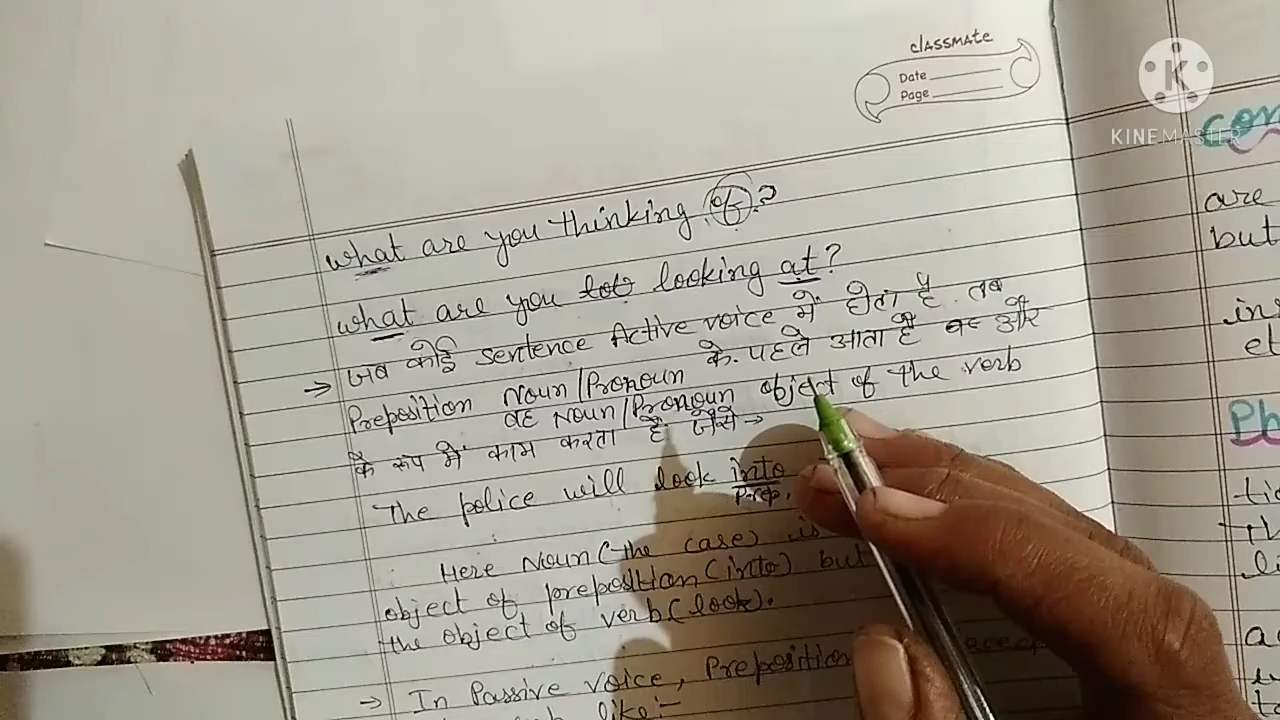 classmate
Date
Page
KINEMASTER
what are you thinking of?
what are you looking at?
→ जब कोई sentence Active voice में होता है तब
Preposition Noun/Pronoun के पहले आता है वह और
वह Noun/Pronoun object of the verb
के रूप में काम करता है जैसे →
The police will look into
Prep.
Here Noun (the case) is
object of preposition (into) but
the object of verb (look).
→ In Passive voice, Preposition
like:-
are
but